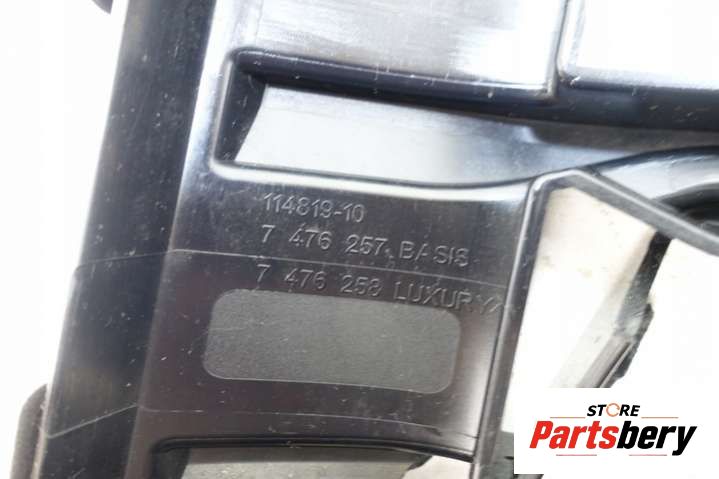 114819-10
7 476 257 BASIS
7 476 258 LUXURY
STORE
Partsbery